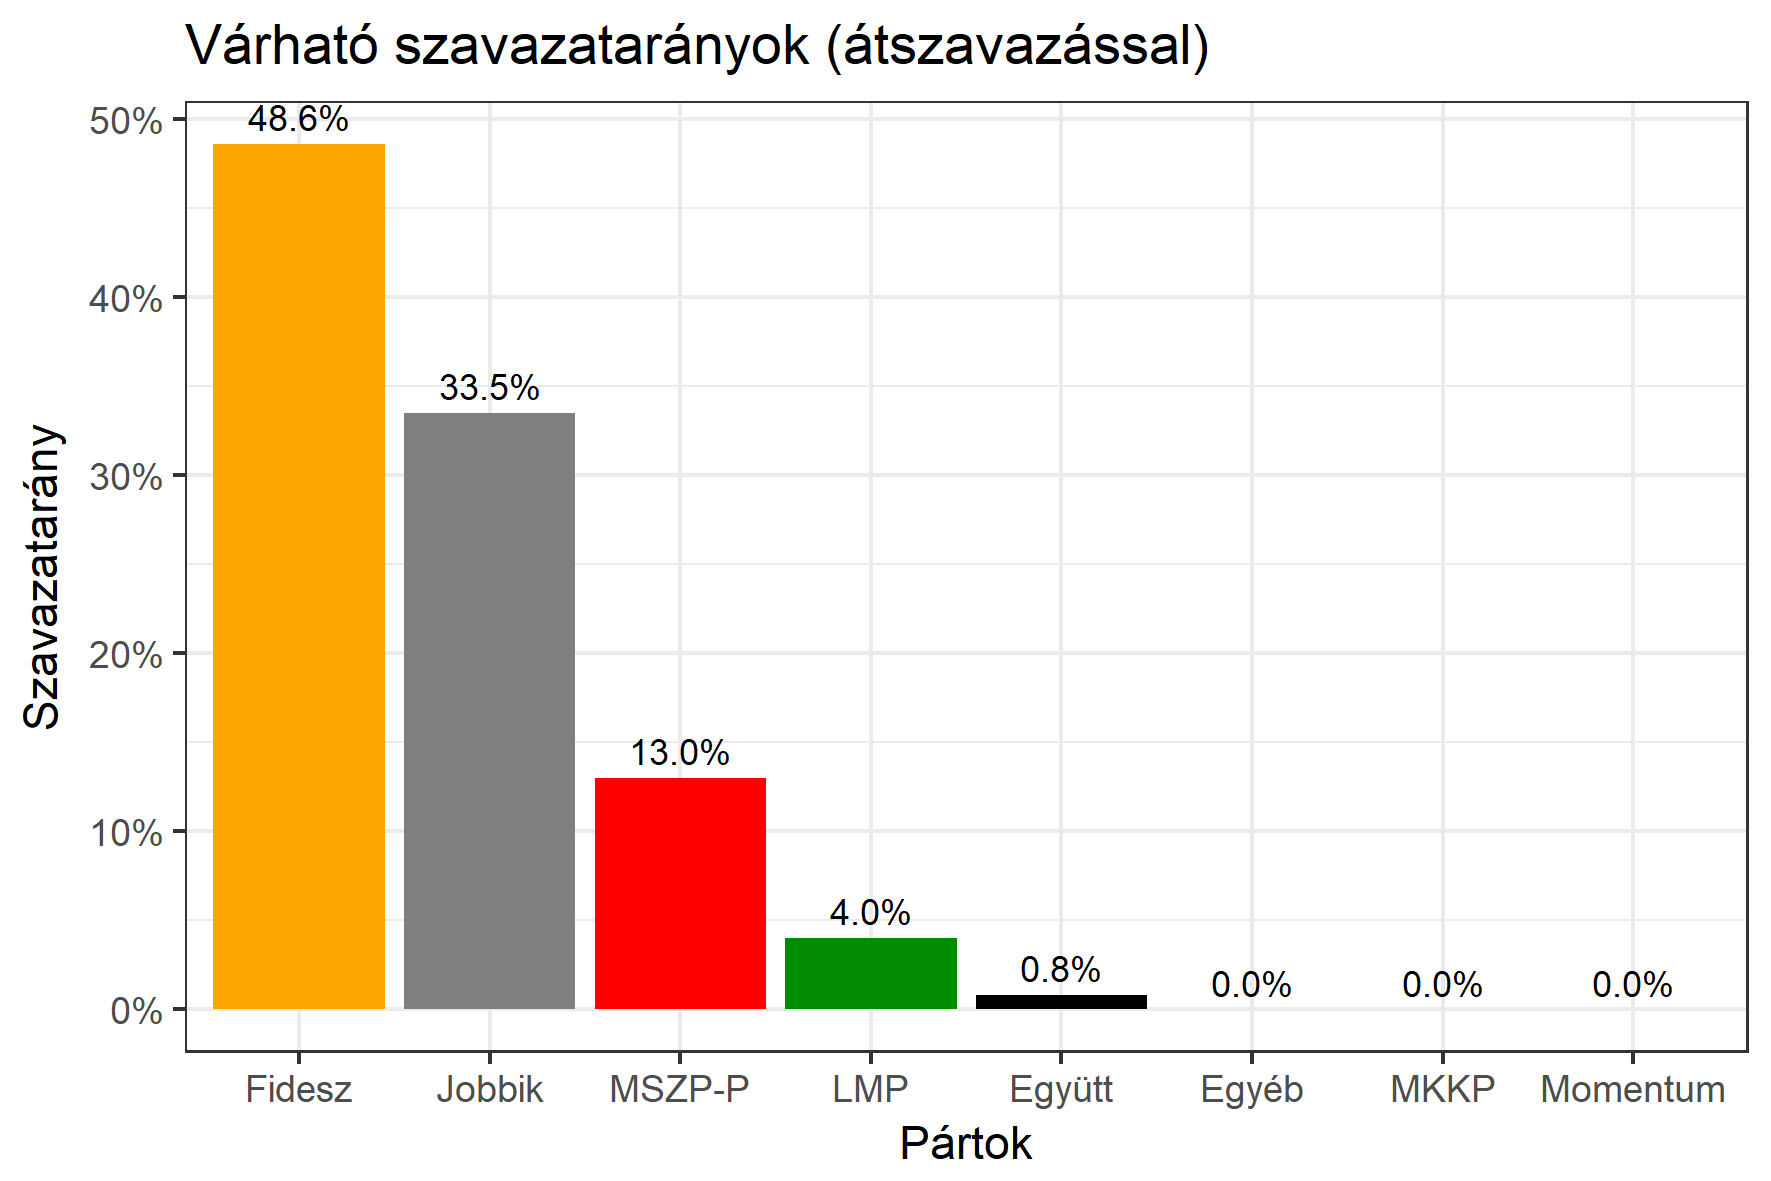 Várható szavazatarányok (átszavazással)
Szavazatarány
50%
40%
30%
20%
10%
0%
48.6%
33.5%
13.0%
4.0%
0.8%
0.0%
0.0%
0.0%
Fidesz
Jobbik
MSZP-P
LMP
Együtt
Egyéb
MKKP
Momentum
Pártok